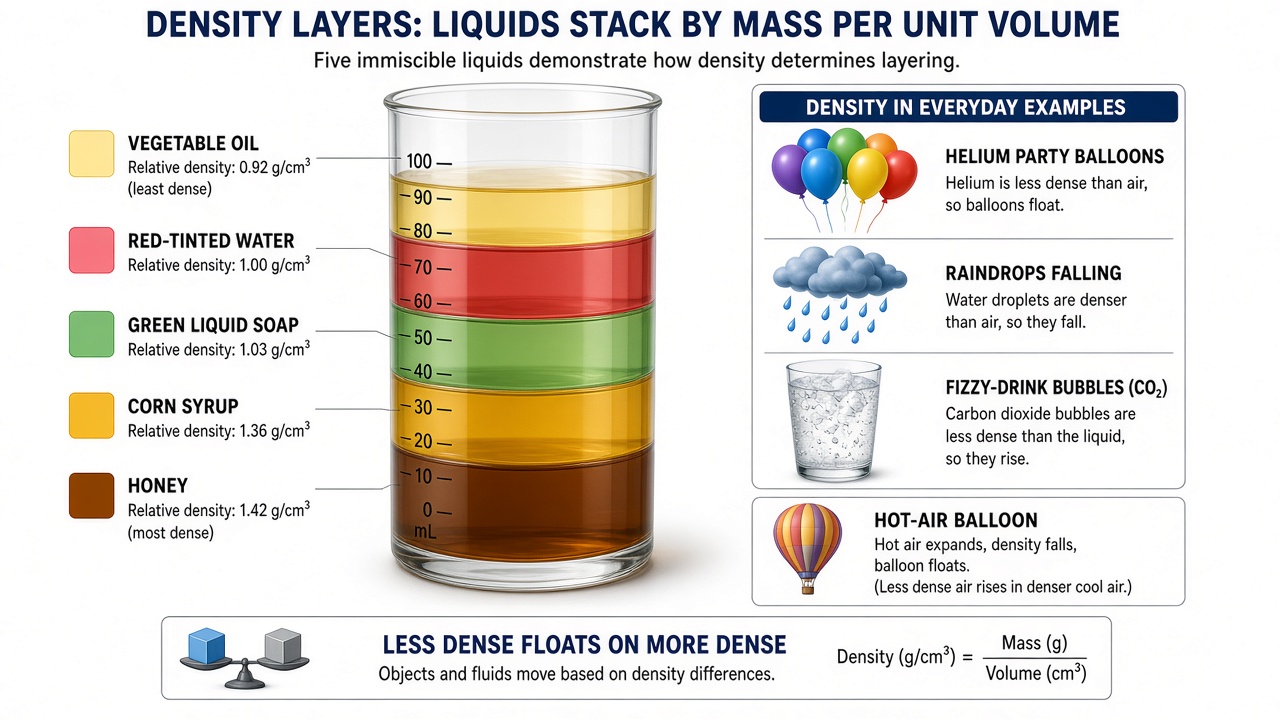 DENSITY LAYERS: LIQUIDS STACK BY MASS PER UNIT VOLUME
Five immiscible liquids demonstrate how density determines layering.
VEGETABLE OIL
Relative density: 0.92 g/cm³
(least dense)
RED-TINTED WATER
Relative density: 1.00 g/cm³
GREEN LIQUID SOAP
Relative density: 1.03 g/cm³
CORN SYRUP
Relative density: 1.36 g/cm³
HONEY
Relative density: 1.42 g/cm³
(most dense)
100
90
80
70
60
50
40
30
20
10
0
mL
DENSITY IN EVERYDAY EXAMPLES
HELIUM PARTY BALLOONS
Helium is less dense than air,
so balloons float.
RAINDROPS FALLING
Water droplets are denser
than air, so they fall.
FIZZY-DRINK BUBBLES (CO₂)
Carbon dioxide bubbles are
less dense than the liquid,
so they rise.
HOT-AIR BALLOON
Hot air expands, density falls,
balloon floats.
(Less dense air rises in denser cool air.)
LESS DENSE FLOATS ON MORE DENSE
Objects and fluids move based on density differences.
Density (g/cm³) = Mass (g)
Volume (cm³)